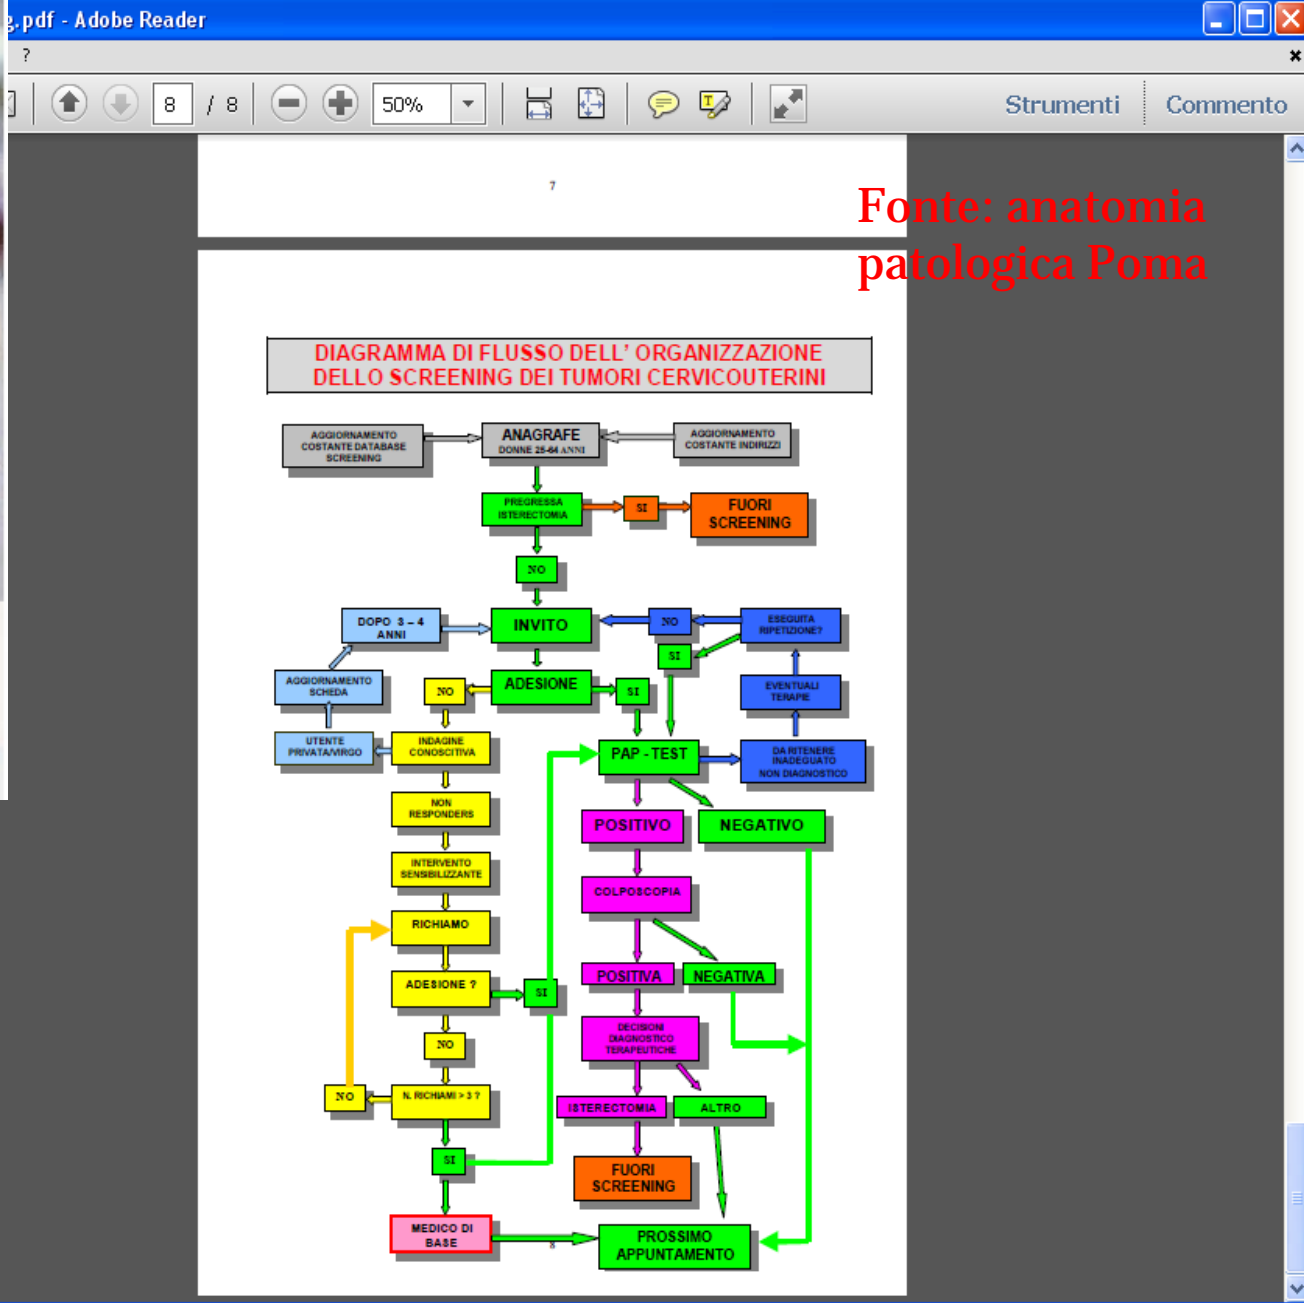 g.pdf - Adobe Reader
?
8 / 8
50%
Strumenti
Commento
7
Fonte: anatomia
patologica Poma
DIAGRAMMA DI FLUSSO DELL' ORGANIZZAZIONE
DELLO SCREENING DEI TUMORI CERVICOUTERINI
AGGIORNAMENTO
COSTANTE DATABASE
SCREENING
ANAGRAFE
DONNE 25-64 ANNI
AGGIORNAMENTO
COSTANTE INDIRIZZI
PREGRESSA
ISTERECTOMIA
SI
FUORI
SCREENING
NO
DOPO 3 – 4
ANNI
INVITO
NO
ESEGUITA
RIPETIZIONE?
SI
AGGIORNAMENTO
SCHEDA
NO
ADESIONE
SI
EVENTUALI
TERAPIE
UTENTE
PRIVATA/VIRGO
INDAGINE
CONOSCITIVA
PAP - TEST
DA RITENERE
INADEGUATO
NON DIAGNOSTICO
NON
RESPONDERS
POSITIVO
NEGATIVO
INTERVENTO
SENSIBILIZZANTE
COLPOSCOPIA
RICHIAMO
POSITIVA
NEGATIVA
ADESIONE ?
SI
DECISIONI
DIAGNOSTICO
TERAPEUTICHE
NO
NO
N. RICHIAMI > 3 ?
ISTERECTOMIA
ALTRO
SI
FUORI
SCREENING
MEDICO DI
BASE
8
PROSSIMO
APPUNTAMENTO